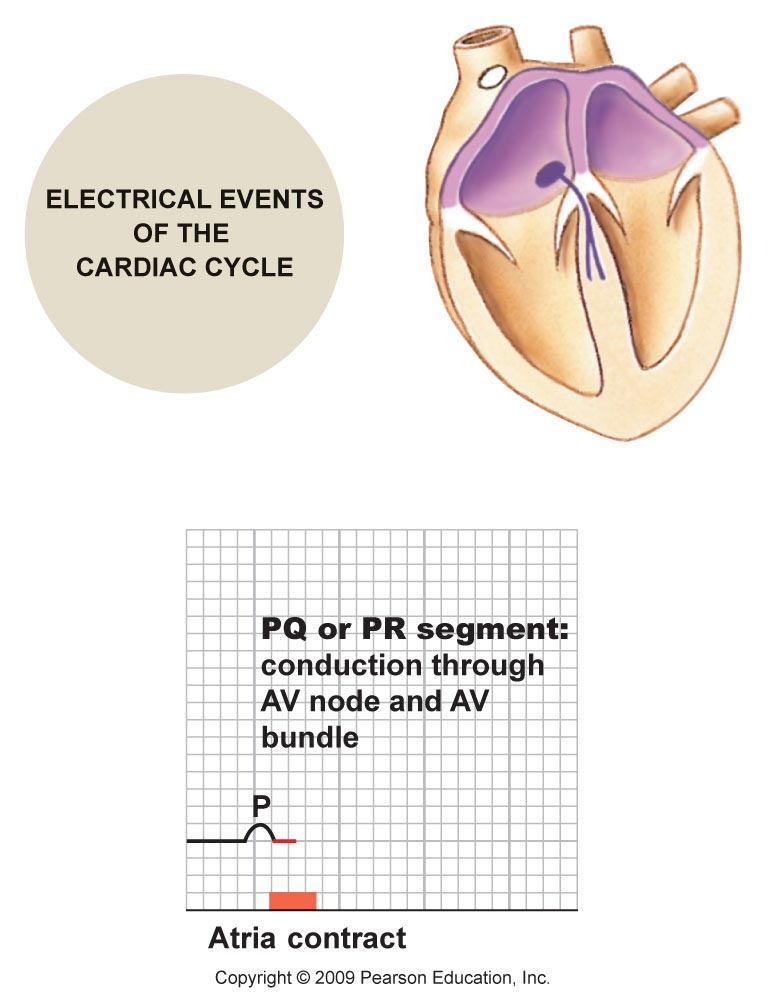 ELECTRICAL EVENTS
OF THE
CARDIAC CYCLE
PQ or PR segment:
conduction through
AV node and AV
bundle
P
Atria contract
Copyright © 2009 Pearson Education, Inc.